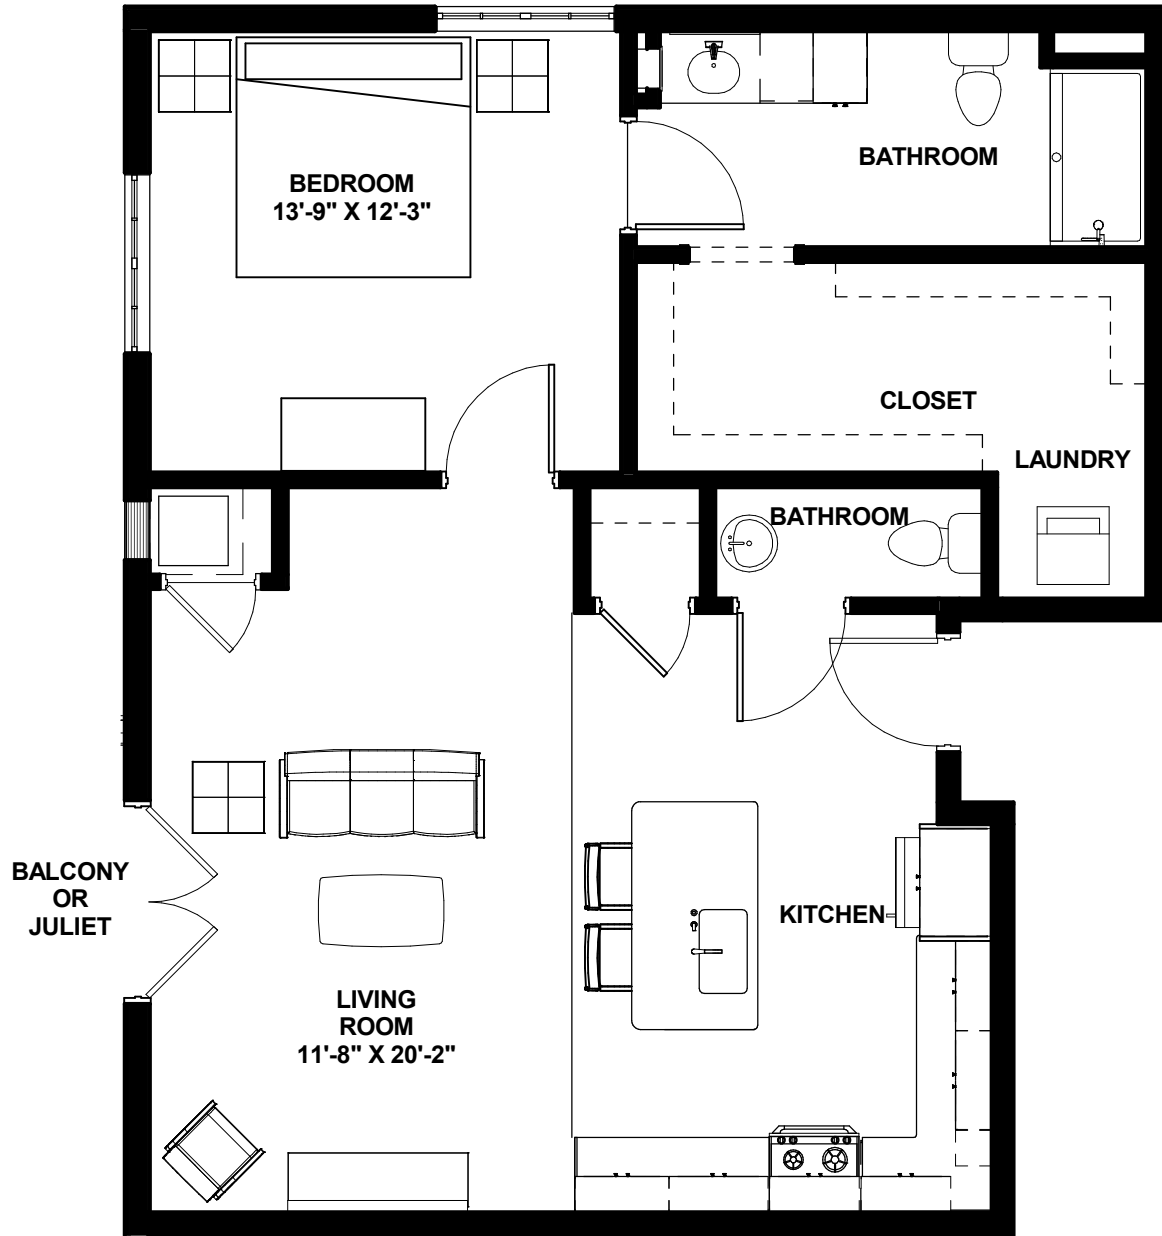 BATHROOM
BEDROOM
13'-9" X 12'-3"
CLOSET
LAUNDRY
BATHROOM
BALCONY
OR
JULIET
KITCHEN
LIVING
ROOM
11'-8" X 20'-2"